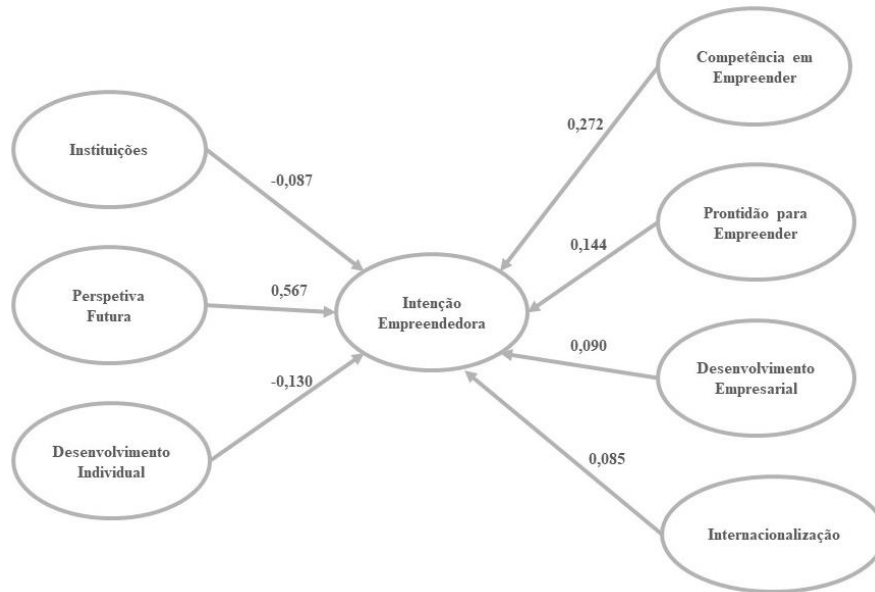 Competência em
Empreender
0,272
Instituições
-0,087
Prontidão para
Empreender
0,144
Perspetiva
Futura
0,567
Intenção
Empreendedora
0,090
Desenvolvimento
Empresarial
-0,130
Desenvolvimento
Individual
0,085
Internacionalização